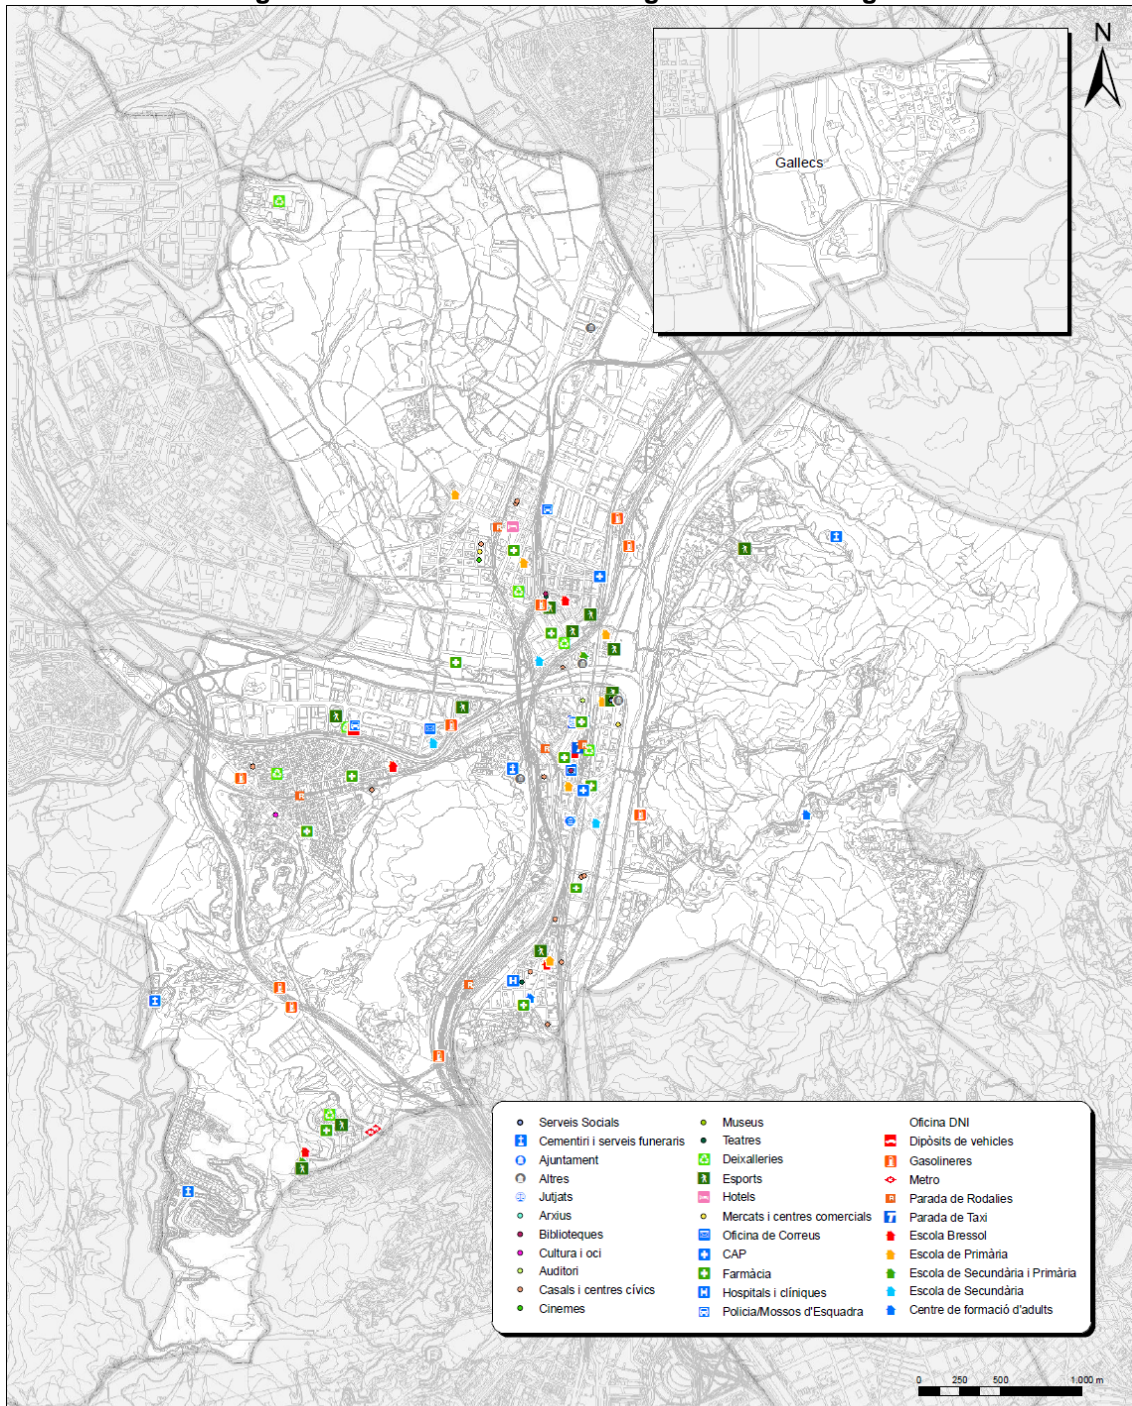 N
Gallecs
Serveis Socials
Cementiri i serveis funeraris
Ajuntament
Altres
Jutjats
Arxius
Biblioteques
Cultura i oci
Auditori
Casals i centres cívics
Cinemes
Museus
Teatres
Deixalleries
Esports
Hotels
Mercats i centres comercials
Oficina de Correus
CAP
Farmàcia
Hospitals i clíniques
Policia/Mossos d'Esquadra
Oficina DNI
Dipòsits de vehicles
Gasolineres
Metro
Parada de Rodalies
Parada de Taxi
Escola Bressol
Escola de Primària
Escola de Secundària i Primària
Escola de Secundària
Centre de formació d'adults
0 250 500 1.000 m